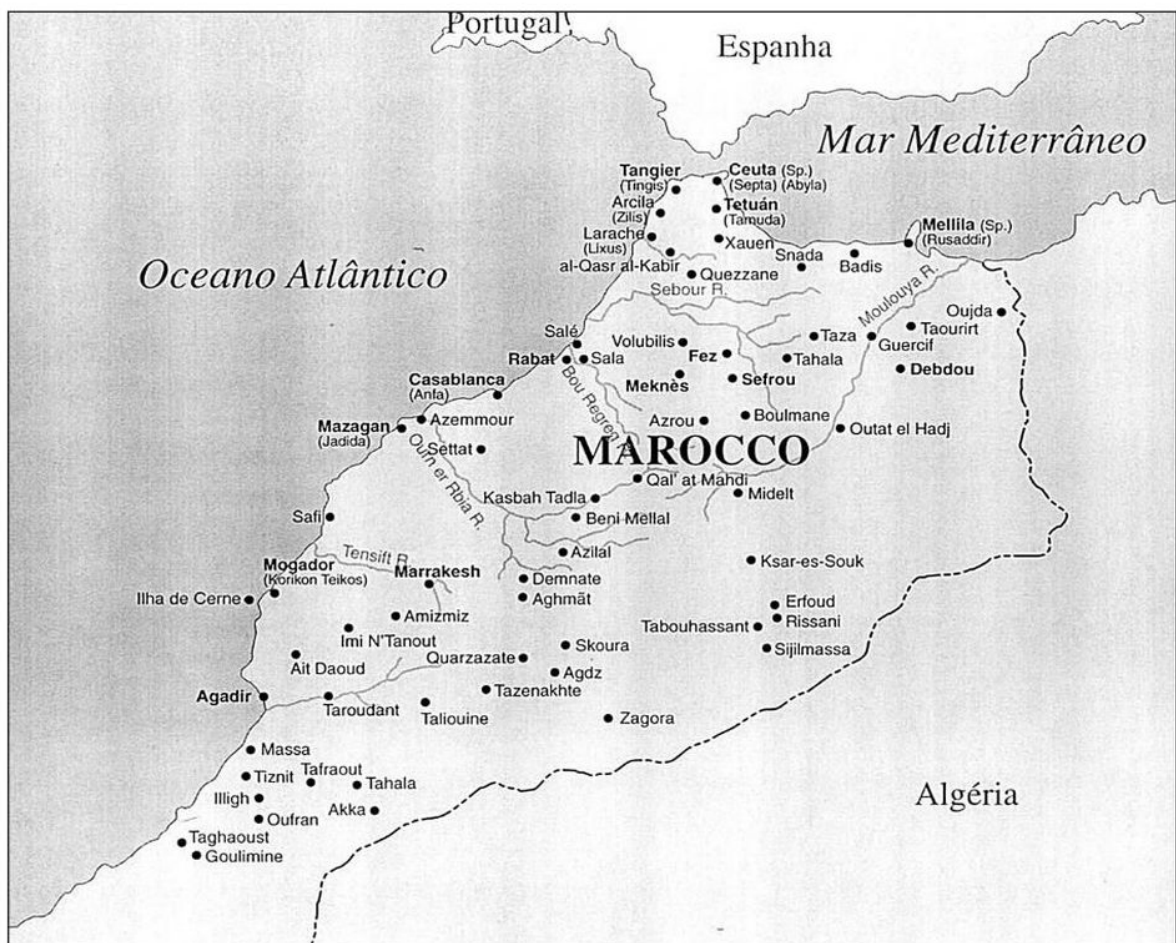 Portugal
Espanha
Mar Mediterrâneo
Oceano Atlântico
Tangier
(Tingis)
Ceuta (Sp.)
(Septa) (Abyla)
Arcila
(Zilis)
Tetuán
(Tamuda)
Larache
(Lixus)
Xauen
Mellila (Sp.)
(Rusaddir)
al-Qasr al-Kabir
Snada
Badis
Quezzane
Sebour R.
Moulouya R.
Oujda
Salé
Volubilis
Taza
Taourirt
Guercif
Rabat
Sala
Fez
Tahala
Debdou
Meknès
Sefrou
Casablanca
(Anfa)
Bou Regreg R.
Azemmour
Azrou
Boulmane
Mazagan
(Jadida)
Outat el Hadj
Settat
Oum er Rbia R.
MAROCCO
Qal' at Mahdi
Midelt
Kasbah Tadla
Safi
Beni Mellal
Tensift R.
Azilal
Ksar-es-Souk
Mogador
(Korikon Teikos)
Marrakesh
Demnate
Ilha de Cerne
Aghmāt
Erfoud
Amizmiz
Rissani
Tabouhassant
Imi N'Tanout
Skoura
Sijilmassa
Ait Daoud
Quarzazate
Agdz
Agadir
Tazenakhte
Taroudant
Taliouine
Zagora
Massa
Tiznit
Tafraout
Tahala
Illigh
Akka
Algéria
Oufran
Taghaoust
Goulimine